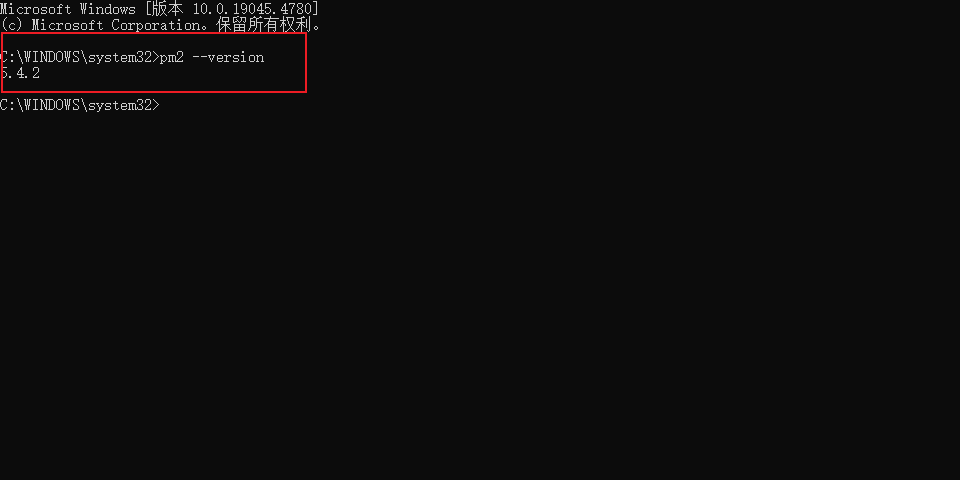 Microsoft Windows [版本 10.0.19045.4780]
(c) Microsoft Corporation。保留所有权利。
C:\WINDOWS\system32>pm2 --version
5.4.2
C:\WINDOWS\system32>